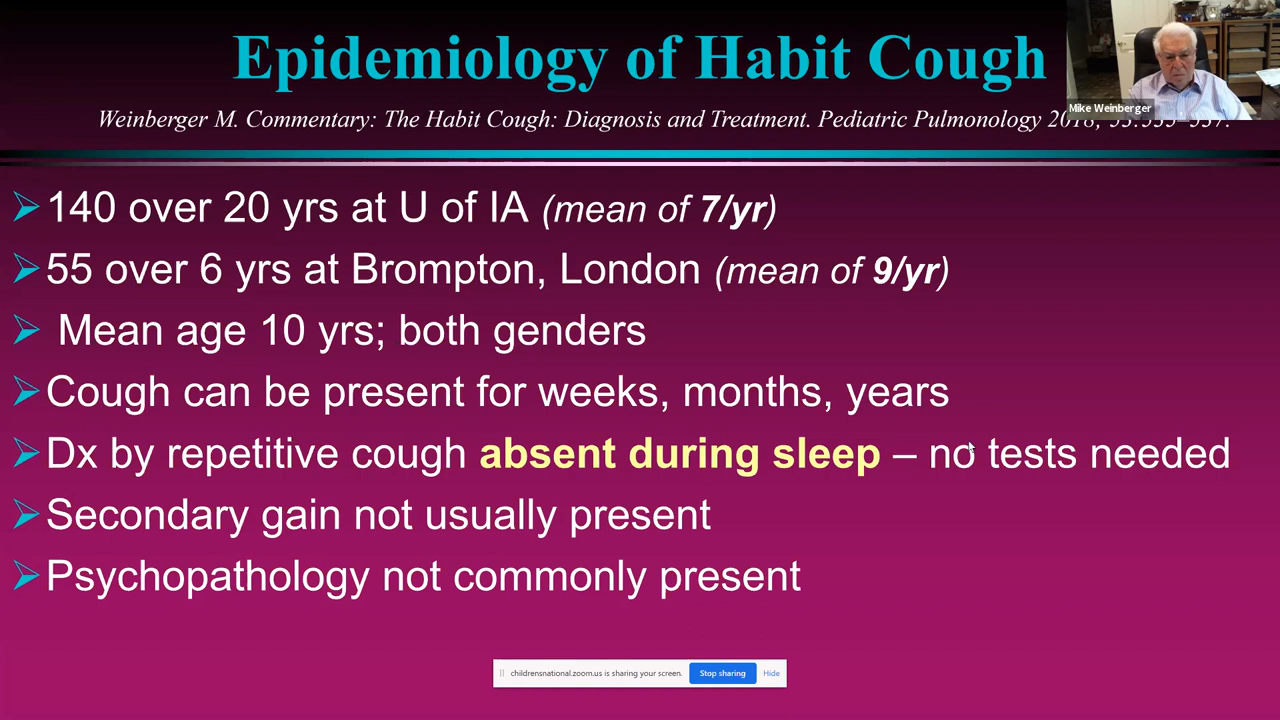 Epidemiology of Habit Cough
Weinberger M. Commentary: The Habit Cough: Diagnosis and Treatment. Pediatric Pulmonology
Mike Weinberger
➢140 over 20 yrs at U of IA (mean of 7/yr)
➢55 over 6 yrs at Brompton, London (mean of 9/yr)
➢ Mean age 10 yrs; both genders
➢Cough can be present for weeks, months, years
➢Dx by repetitive cough absent during sleep – no tests needed
➢Secondary gain not usually present
➢Psychopathology not commonly present
childrensnational.zoom.us is sharing your screen. Stop sharing Hide